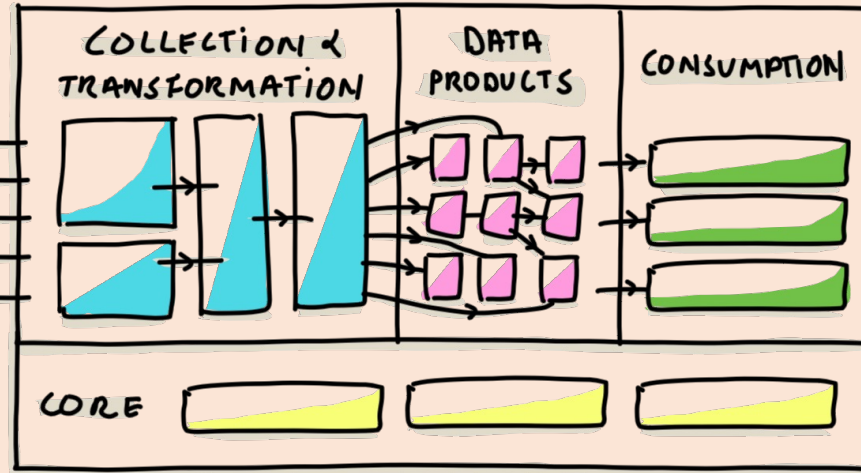 COLLECTION &
TRANSFORMATION
DATA
PRODUCTS
CONSUMPTION
CORE